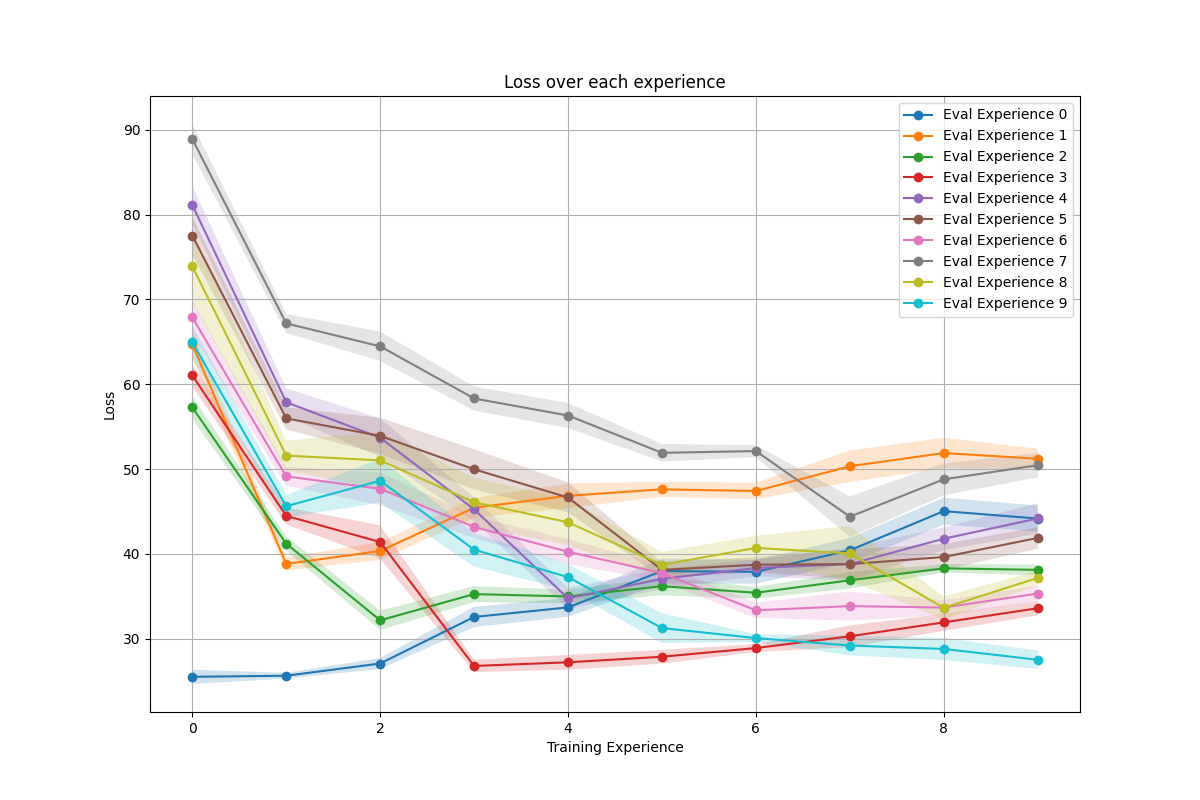 Loss over each experience
90
80
70
60
50
40
30
Loss
0
2
4
6
8
Training Experience
Eval Experience 0
Eval Experience 1
Eval Experience 2
Eval Experience 3
Eval Experience 4
Eval Experience 5
Eval Experience 6
Eval Experience 7
Eval Experience 8
Eval Experience 9